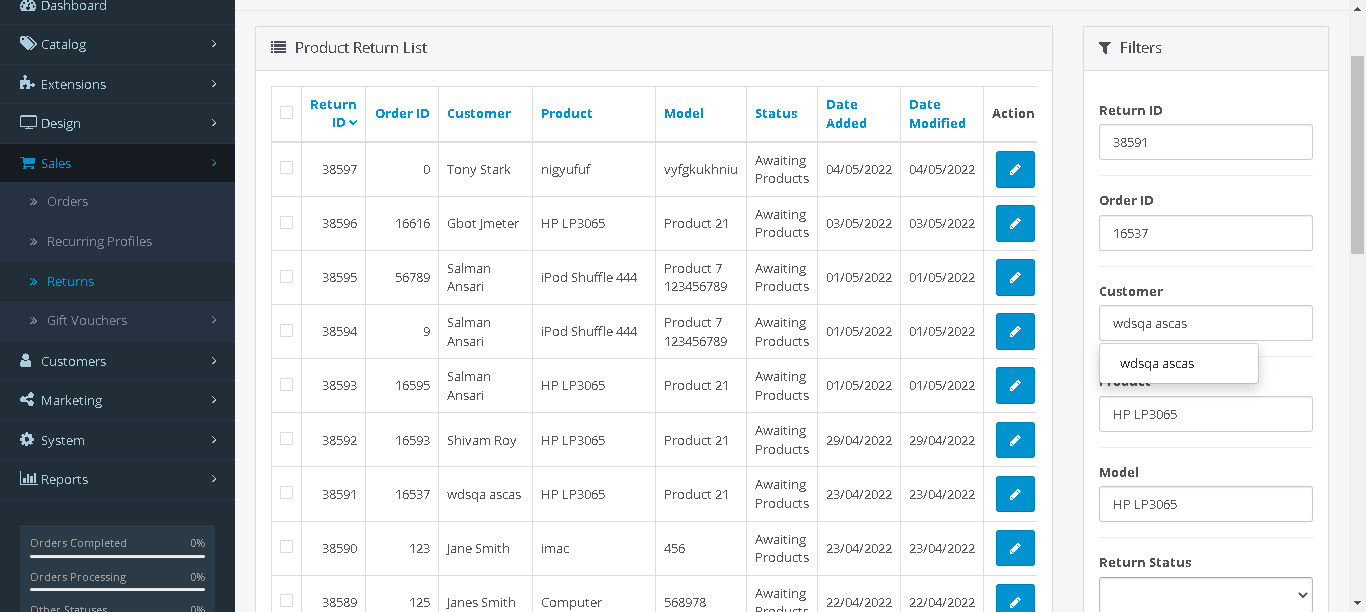 Dashboard
Catalog
Extensions
Design
Sales
Orders
Recurring Profiles
Returns
Gift Vouchers
Customers
Marketing
System
Reports
Orders Completed 0%
Orders Processing 0%
Other Statuses 0%
Product Return List
Return ID Order ID Customer Product Model Status Date Added Date Modified Action
38597 0 Tony Stark nigyufuf vyfgkukhniu Awaiting Products 04/05/2022 04/05/2022
38596 16616 Gbot Jmeter HP LP3065 Product 21 Awaiting Products 03/05/2022 03/05/2022
38595 56789 Salman Ansari iPod Shuffle 444 Product 7 123456789 Awaiting Products 01/05/2022 01/05/2022
38594 9 Salman Ansari iPod Shuffle 444 Product 7 123456789 Awaiting Products 01/05/2022 01/05/2022
38593 16595 Salman Ansari HP LP3065 Product 21 Awaiting Products 01/05/2022 01/05/2022
38592 16593 Shivam Roy HP LP3065 Product 21 Awaiting Products 29/04/2022 29/04/2022
38591 16537 wdsqa ascas HP LP3065 Product 21 Awaiting Products 23/04/2022 23/04/2022
38590 123 Jane Smith imac 456 Awaiting Products 23/04/2022 23/04/2022
38589 125 Janes Smith Computer 568978 Awaiting Products 22/04/2022 22/04/2022
Filters
Return ID
38591
Order ID
16537
Customer
wdsqa ascas
wdsqa ascas
Product
HP LP3065
Model
HP LP3065
Return Status